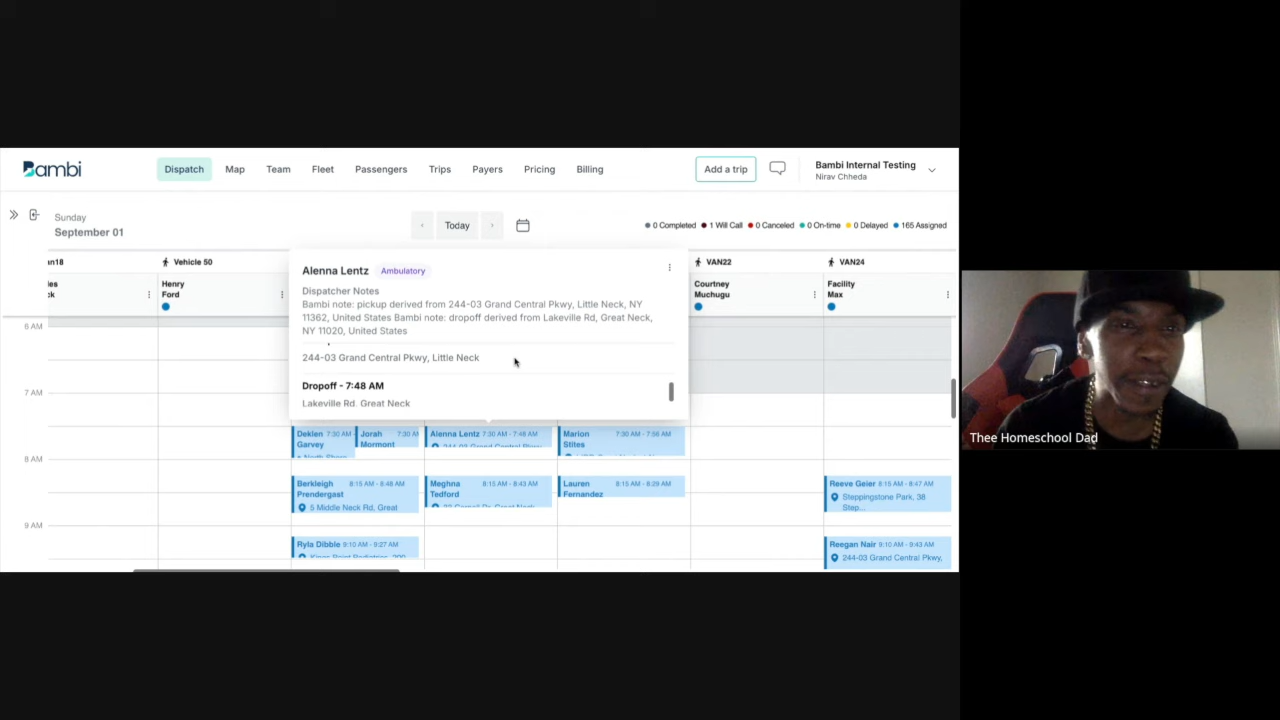 Bambi
Dispatch
Map
Team
Fleet
Passengers
Trips
Payers
Pricing
Billing
Add a trip
Bambi Internal Testing
Nirav Chheda
Sunday
September 01
Today
0 Completed
1 Will Call
0 Canceled
0 On-time
0 Delayed
165 Assigned
Vehicle 50
VAN22
VAN24
Henry
Ford
Courtney
Muchugu
Facility
Max
Alenna Lentz
Ambulatory
Dispatcher Notes
Bambi note: pickup derived from 244-03 Grand Central Pkwy, Little Neck, NY
11362, United States Bambi note: dropoff derived from Lakeville Rd, Great Neck,
NY 11020, United States
244-03 Grand Central Pkwy, Little Neck
Dropoff - 7:48 AM
Lakeville Rd, Great Neck
6 AM
7 AM
8 AM
9 AM
Deklen 7:30 AM -
Garvey
Jorah 7:30 AM
Mormont
Alenna Lentz 7:30 AM - 7:48 AM
Marion 7:30 AM - 7:56 AM
Stites
Berkleigh 8:15 AM - 8:48 AM
Prendergast
5 Middle Neck Rd, Great
Meghna 8:15 AM - 8:43 AM
Tedford
Lauren 8:15 AM - 8:29 AM
Fernandez
Reeve Geier 8:15 AM - 8:47 AM
Steppingstone Park, 38
Step...
Ryla Dibble 9:10 AM - 9:27 AM
Reegan Nair 9:10 AM - 9:43 AM
244-03 Grand Central Pkwy,
Thee Homeschool Dad